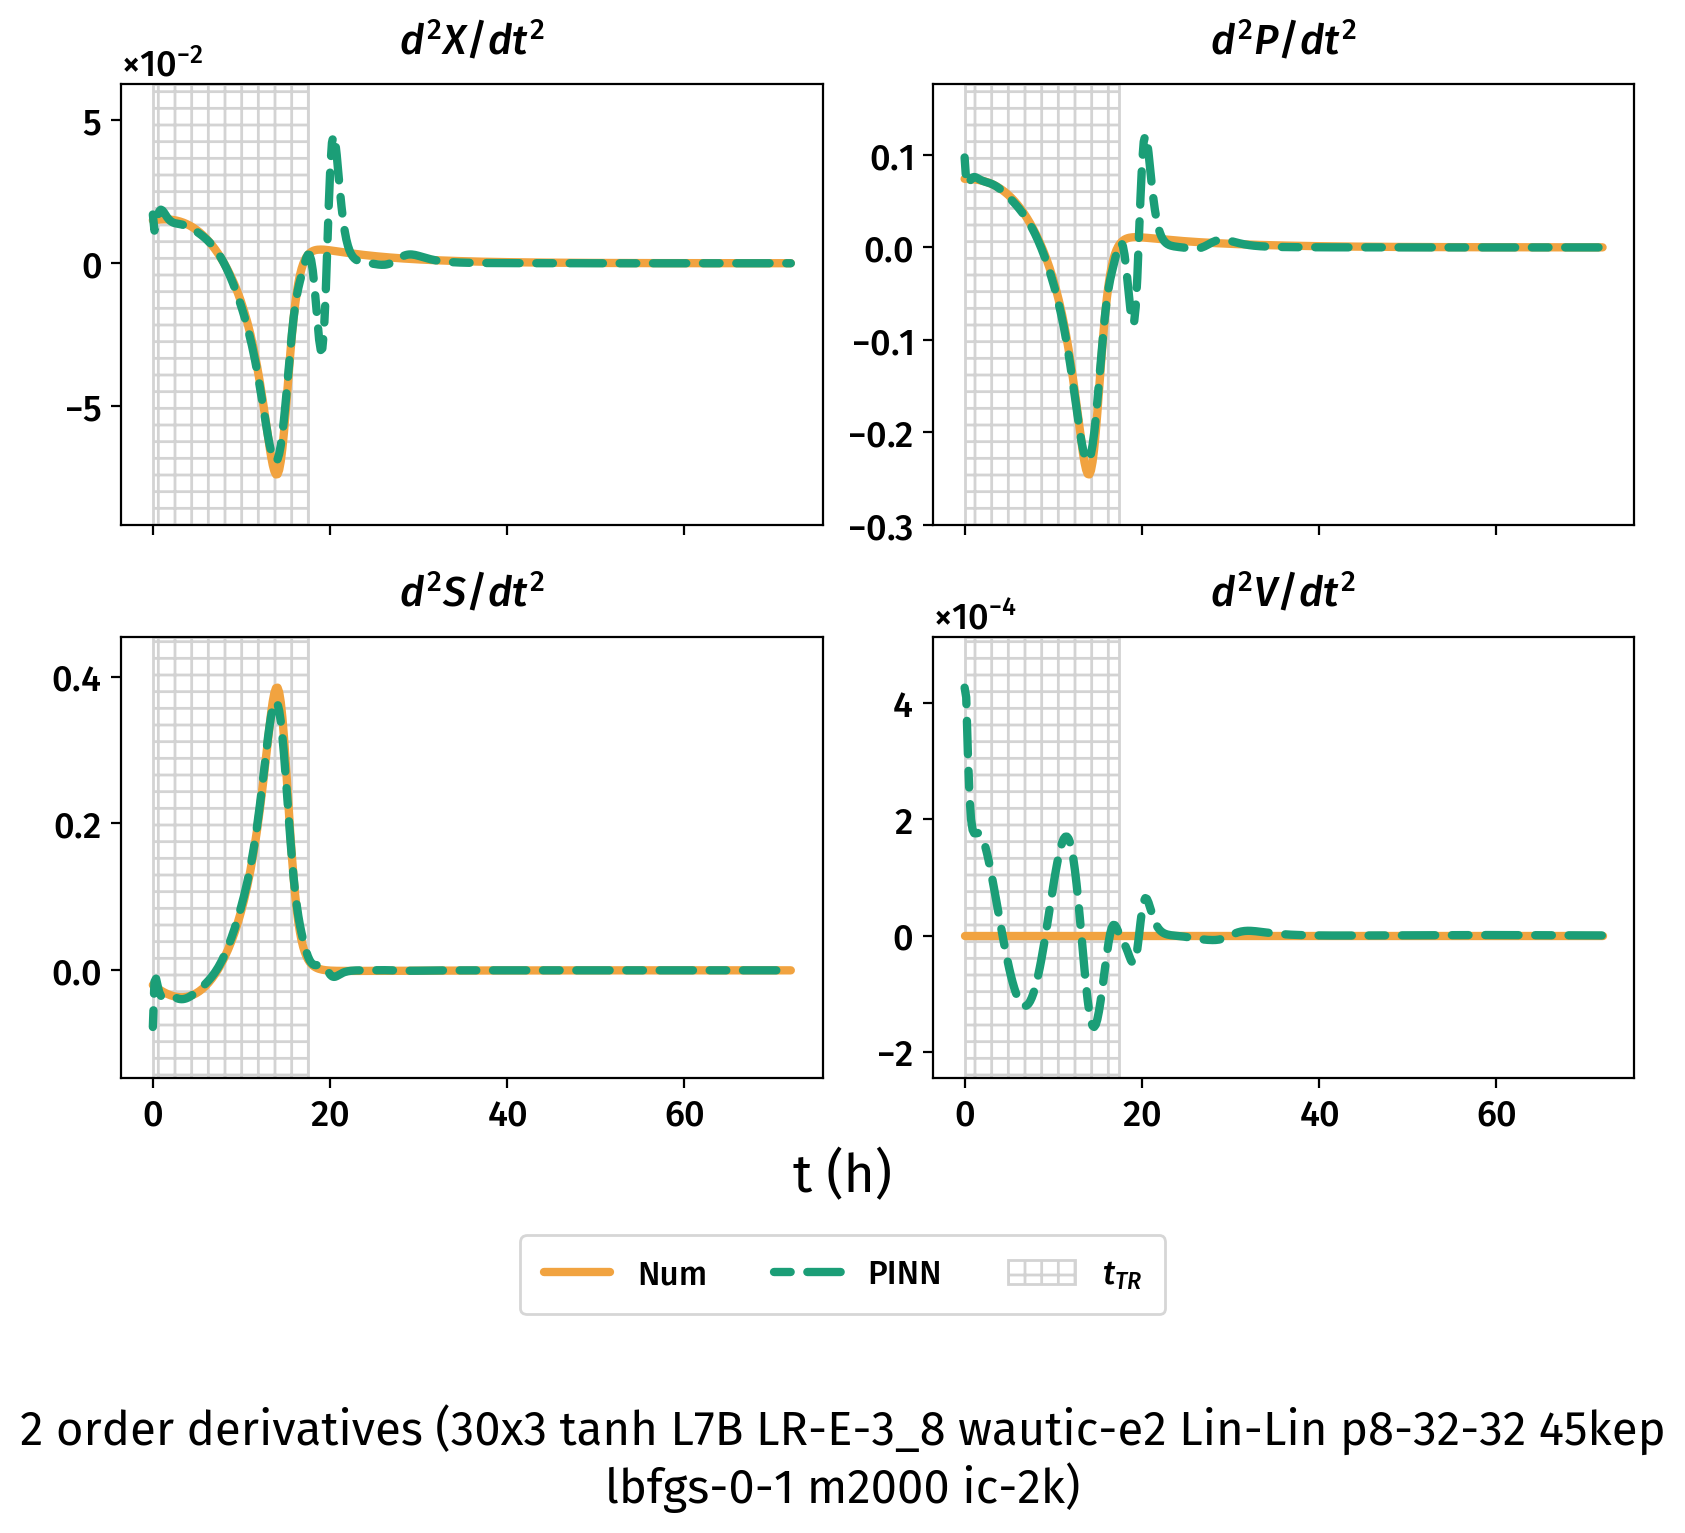 d²X/dt²
×10⁻²
5
0
−5
d²P/dt²
0.1
0.0
−0.1
−0.2
−0.3
d²S/dt²
0.4
0.2
0.0
0 20 40 60
d²V/dt²
×10⁻⁴
4
2
0
−2
0 20 40 60
t (h)
Num PINN t_TR
2 order derivatives (30x3 tanh L7B LR-E-3_8 wautic-e2 Lin-Lin p8-32-32 45kep
lbfgs-0-1 m2000 ic-2k)